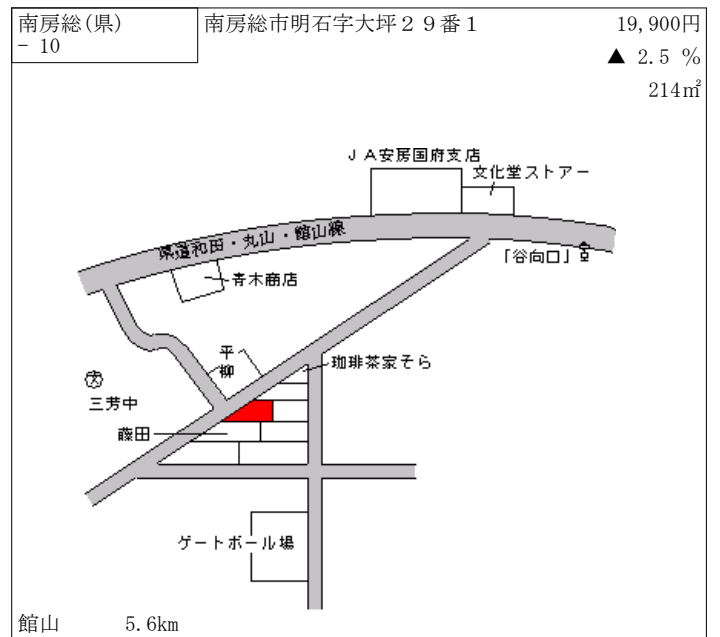 南房総(県)
- 10
南房総市明石字大坪２９番１
19,900円
▲ 2.5 %
214㎡
ＪＡ安房国府支店
文化堂ストアー
県道和田・丸山・館山線
「谷向口」
青木商店
平柳
珈琲茶家そら
三芳中
藤田
ゲートボール場
館山 5.6km